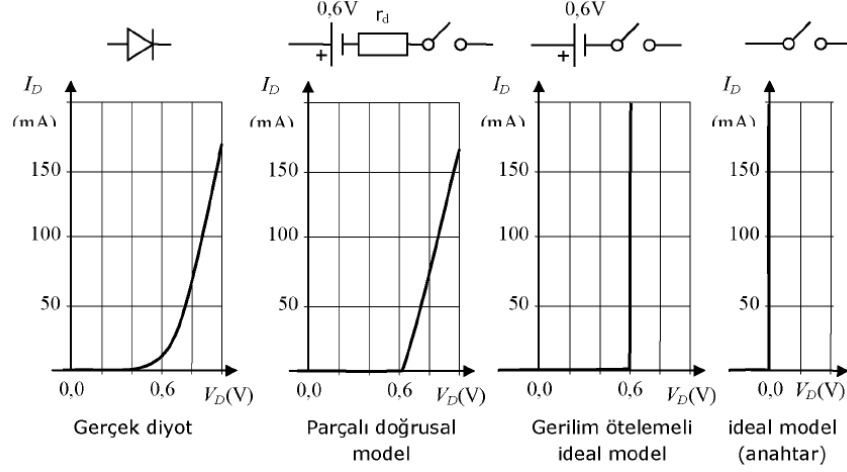 0,6V
r_d
0,6V
+
+
I_D
(mA)
150
100
50
0,0
0,6
V_D(V)
Gerçek diyot
I_D
(mA)
150
100
50
0,0
0,6
V_D(V)
Parçalı doğrusal
model
I_D
(mA)
150
100
50
0,0
0,6
V_D(V)
Gerilim ötelemeli
ideal model
I_D
(mA)
150
100
50
0,0
V_D(V)
ideal model
(anahtar)